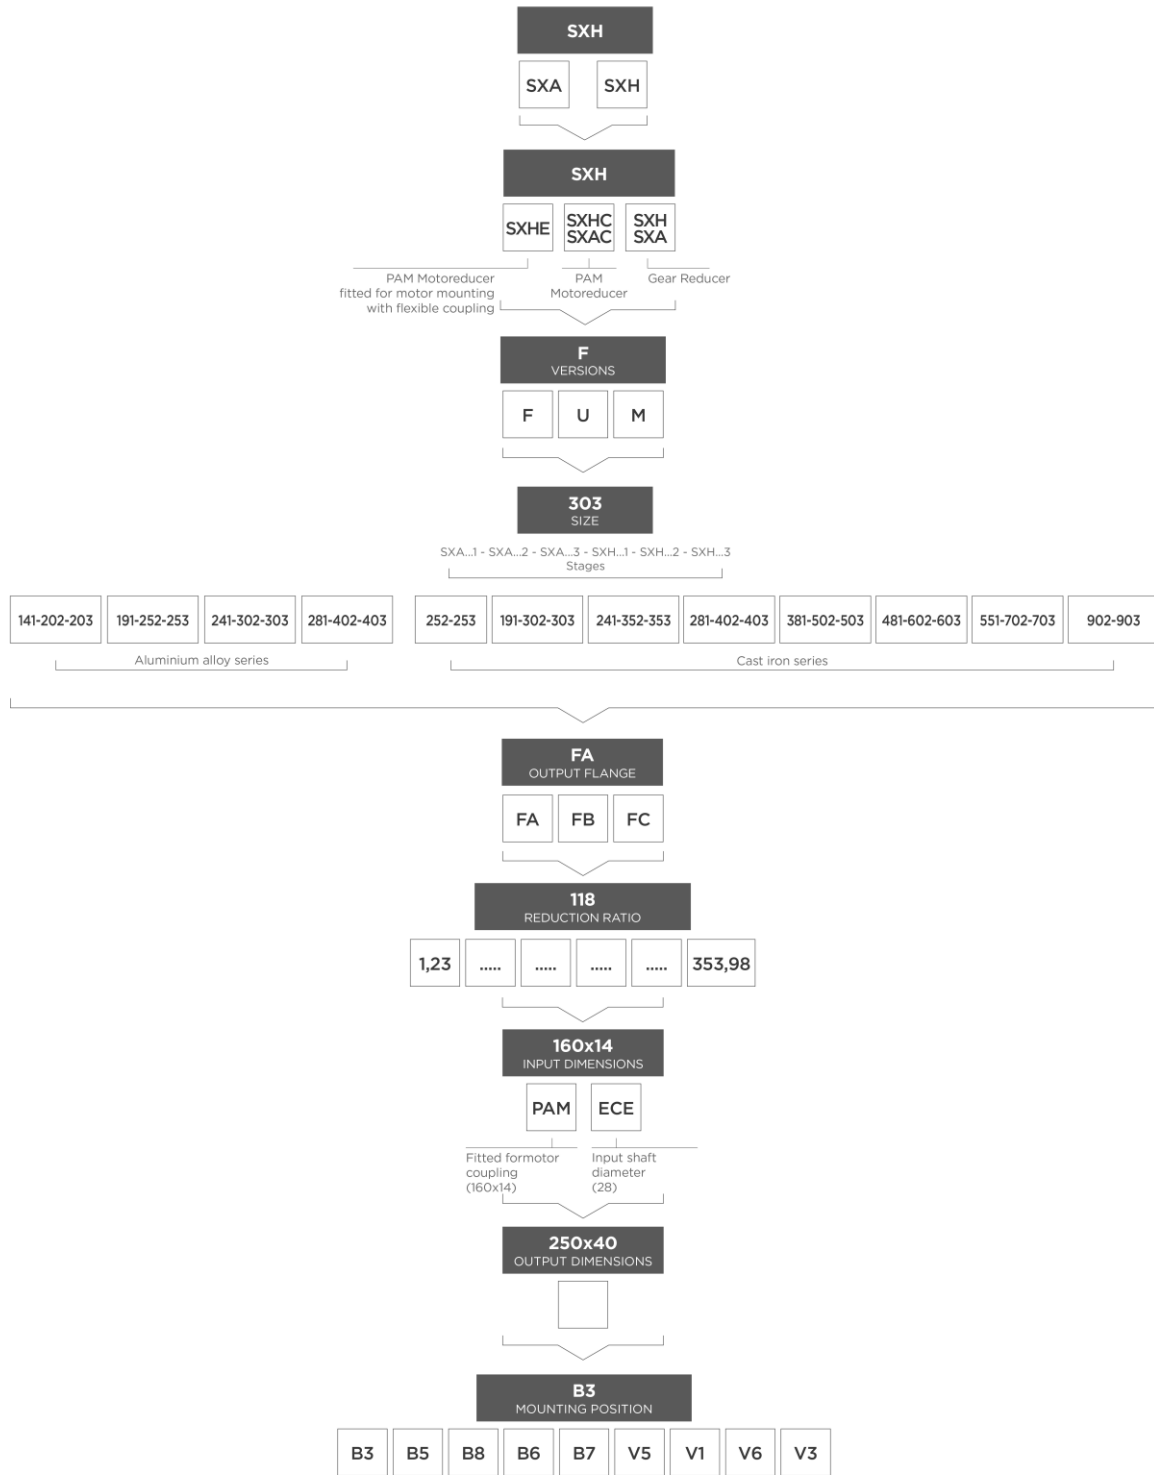 SXH
SXA
SXH
SXH
SXHE
SXHC
SXAC
SXH
SXA
PAM Motoreducer
fitted for motor mounting
with flexible coupling
PAM
Motoreducer
Gear Reducer
F
VERSIONS
F
U
M
303
SIZE
SXA...1 - SXA...2 - SXA...3 - SXH...1 - SXH...2 - SXH...3
Stages
141-202-203
191-252-253
241-302-303
281-402-403
252-253
191-302-303
241-352-353
281-402-403
381-502-503
481-602-603
551-702-703
902-903
Aluminium alloy series
Cast iron series
FA
OUTPUT FLANGE
FA
FB
FC
118
REDUCTION RATIO
1,23
.....
.....
.....
.....
353,98
160x14
INPUT DIMENSIONS
PAM
ECE
Fitted formotor
coupling
(160x14)
Input shaft
diameter
(28)
250x40
OUTPUT DIMENSIONS
B3
MOUNTING POSITION
B3
B5
B8
B6
B7
V5
V1
V6
V3